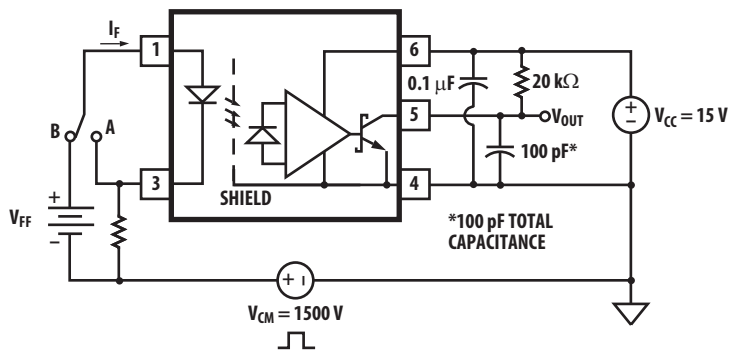 I_F
1
6
0.1 μF
20 kΩ
B
A
5
V_OUT
+
−
V_CC = 15 V
100 pF*
3
SHIELD
4
+
V_FF
−
*100 pF TOTAL
CAPACITANCE
+
−
V_CM = 1500 V